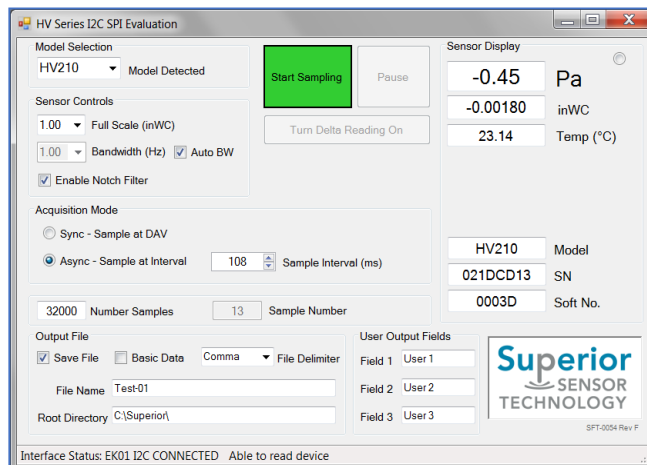 HV Series I2C SPI Evaluation
Model Selection
HV210 Model Detected
Start Sampling
Pause
Turn Delta Reading On
Sensor Controls
1.00 Full Scale (inWC)
1.00 Bandwidth (Hz) Auto BW
Enable Notch Filter
Sensor Display
-0.45 Pa
-0.00180 inWC
23.14 Temp (°C)
HV210 Model
021DCD13 SN
0003D Soft No.
Acquisition Mode
Sync - Sample at DAV
Async - Sample at Interval 108 Sample Interval (ms)
32000 Number Samples 13 Sample Number
Output File
Save File Basic Data Comma File Delimiter
File Name Test-01
Root Directory C:\Superior\
User Output Fields
Field 1 User 1
Field 2 User 2
Field 3 User 3
Superior
SENSOR
TECHNOLOGY
SFT-0054 Rev F
Interface Status: EK01 I2C CONNECTED Able to read device